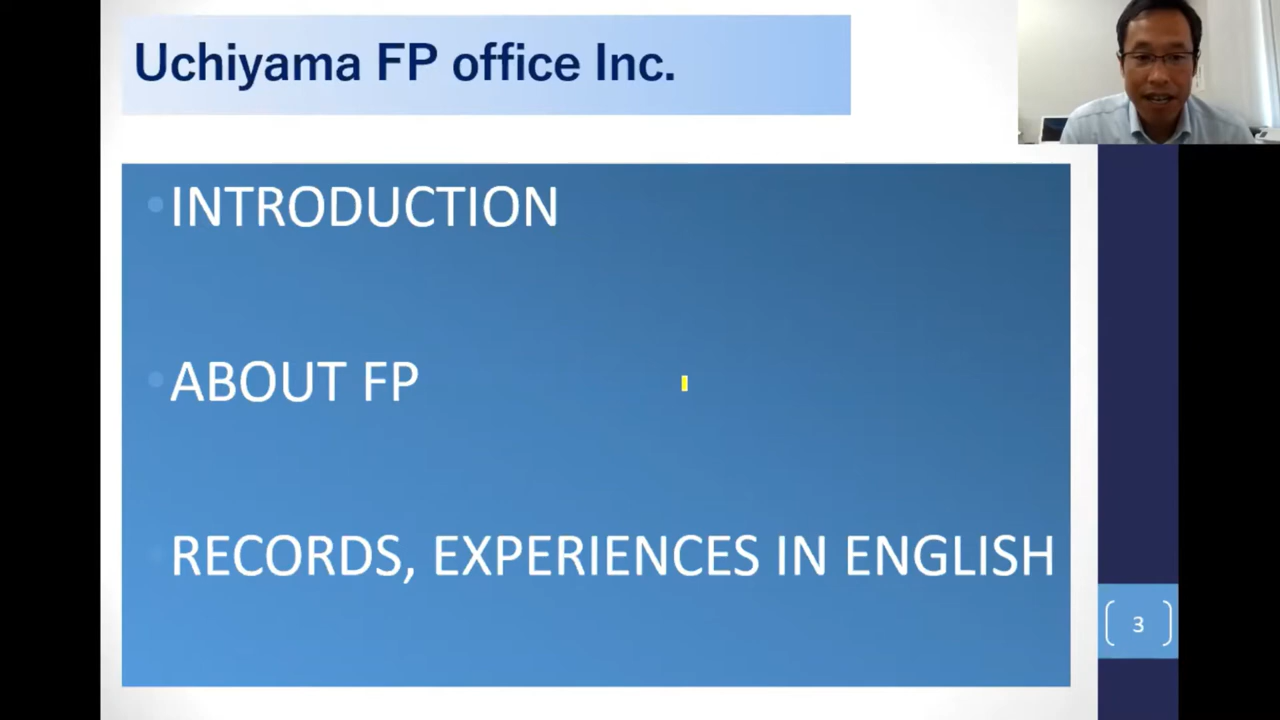 Uchiyama FP office Inc.
INTRODUCTION
ABOUT FP
RECORDS, EXPERIENCES IN ENGLISH
3